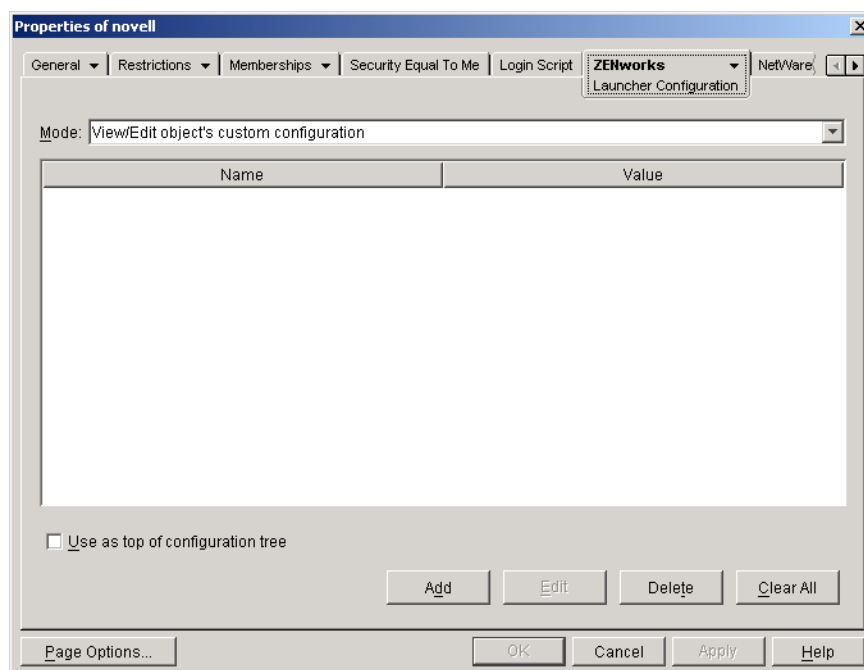 Properties of novell
General Restrictions Memberships Security Equal To Me Login Script ZENworks NetWare
Launcher Configuration
Mode: View/Edit object's custom configuration
Name Value
Use as top of configuration tree
Add Edit Delete Clear All
Page Options... OK Cancel Apply Help